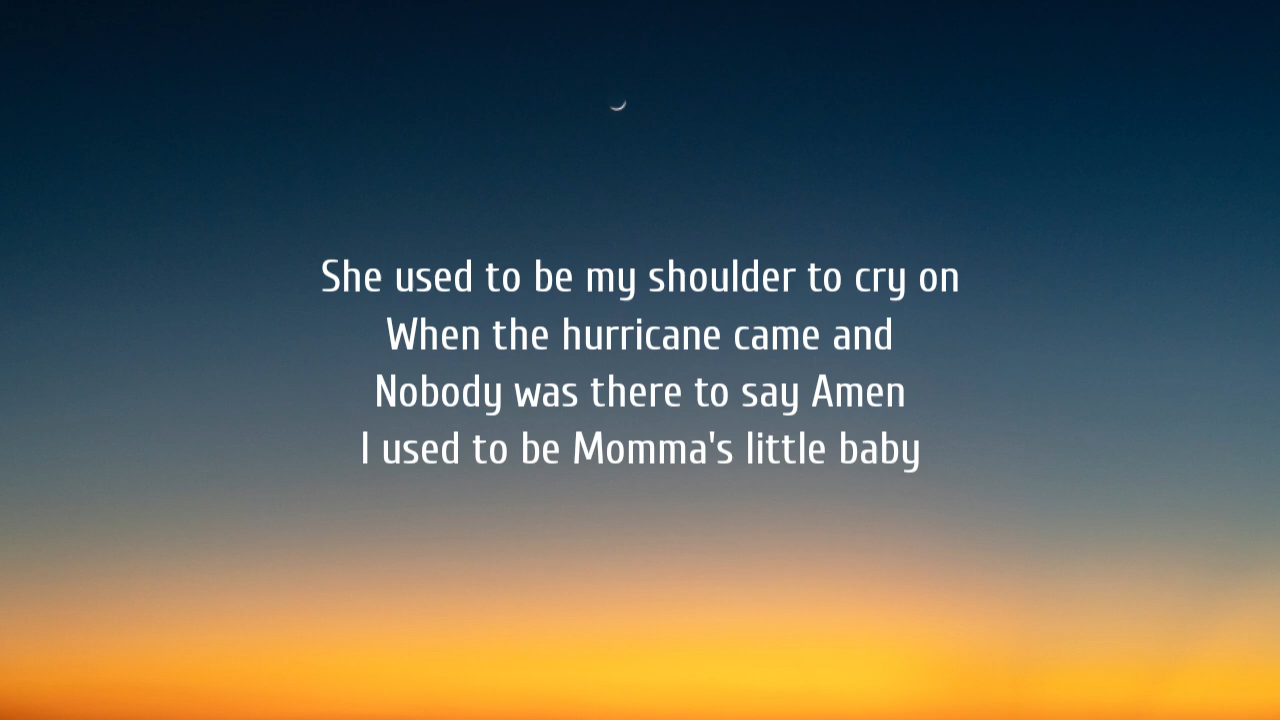 She used to be my shoulder to cry on
When the hurricane came and
Nobody was there to say Amen
I used to be Momma's little baby